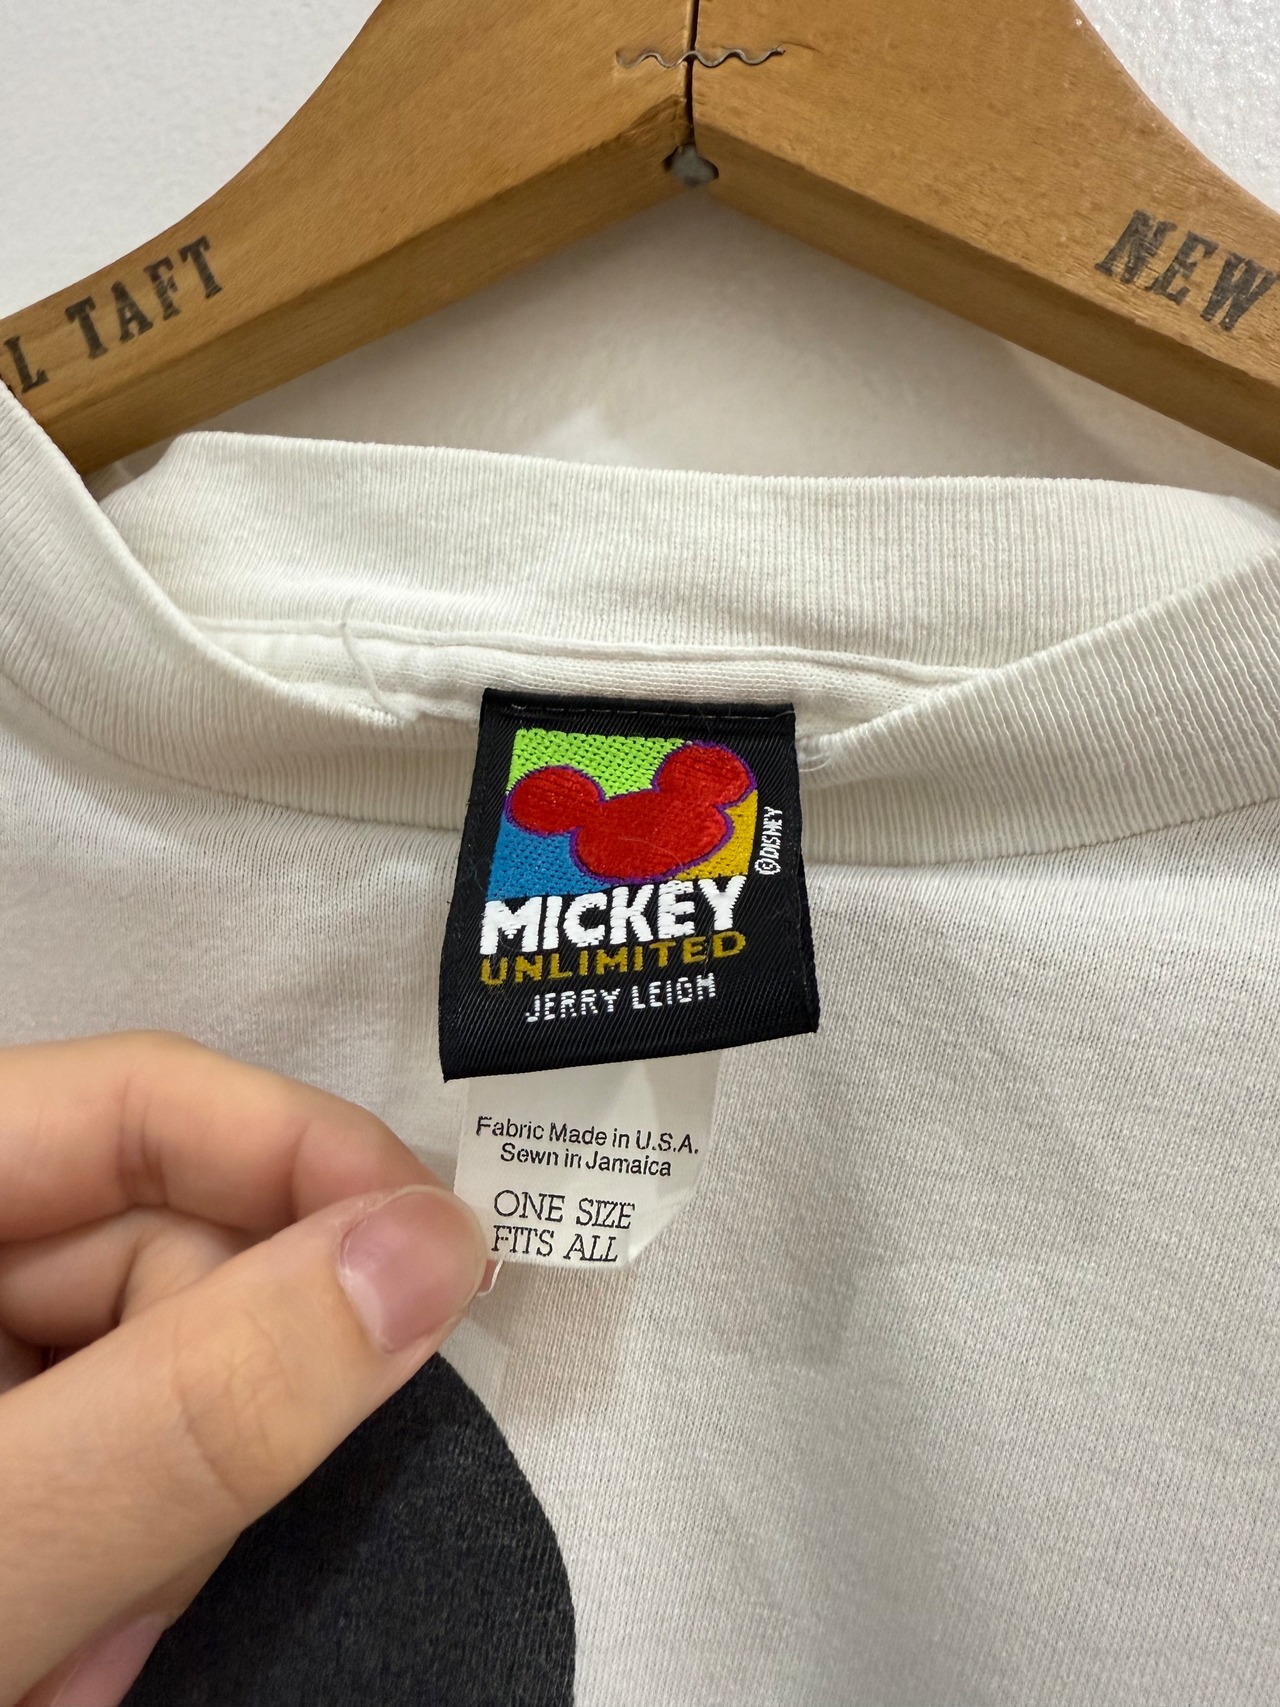 TAFT
NEW
©DISNEY
MICKEY
UNLIMITED
JERRY LEIGH
Fabric Made in U.S.A.
Sewn in Jamaica
ONE SIZE
FITS ALL